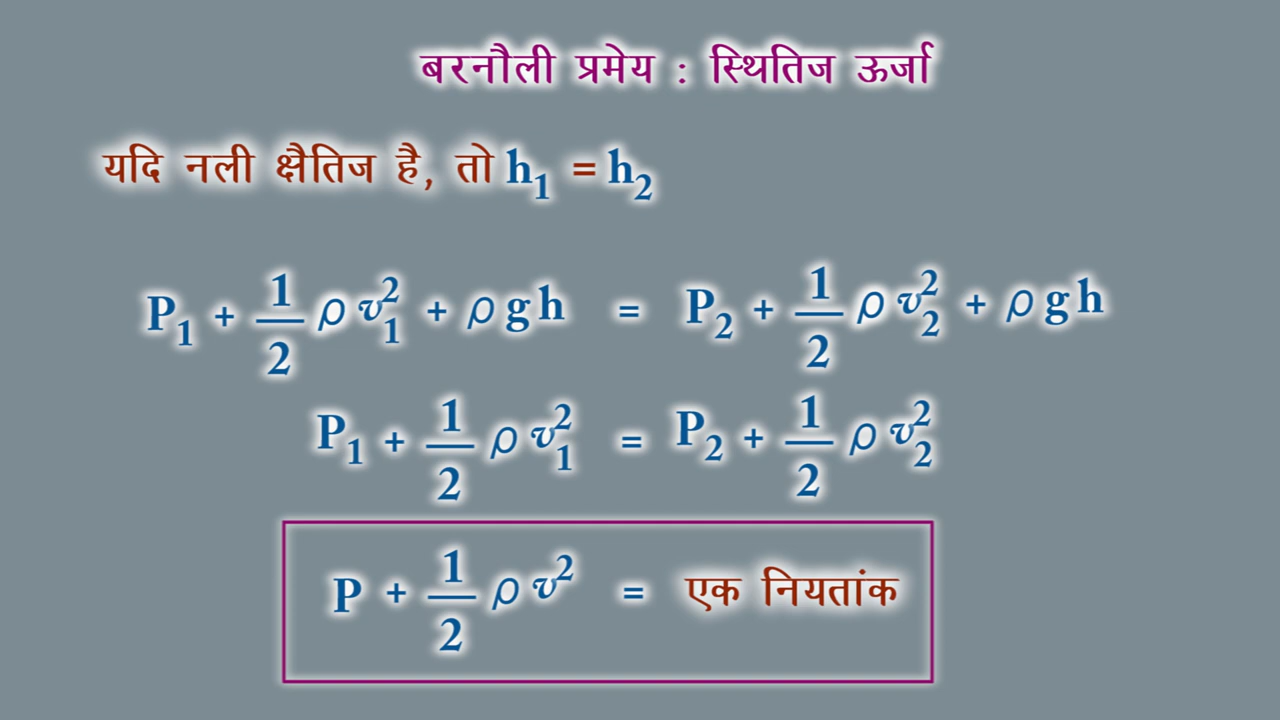 बरनौली प्रमेय : स्थितिज ऊर्जा
यदि नली क्षैतिज है, तो h₁ = h₂
P₁ + 1/2 ρ v₁² + ρ g h = P₂ + 1/2 ρ v₂² + ρ g h
P₁ + 1/2 ρ v₁² = P₂ + 1/2 ρ v₂²
P + 1/2 ρ v² = एक नियतांक